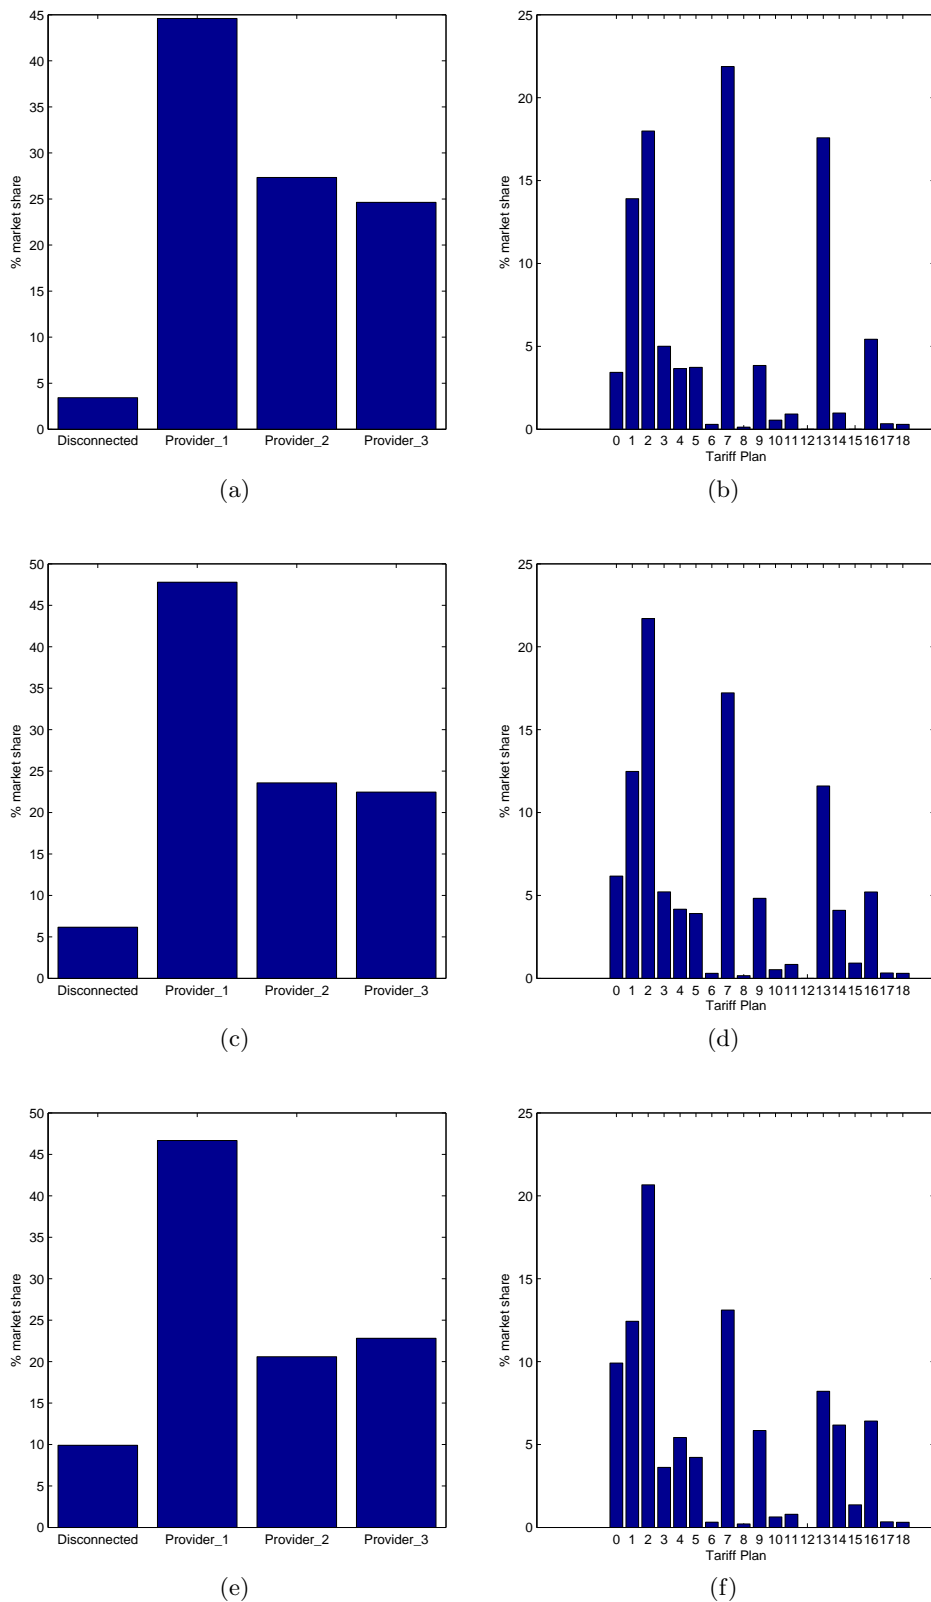 50
45
40
35
30
25
20
15
10
5
0
% market share
Disconnected Provider_1 Provider_2 Provider_3
(a)
25
20
15
10
5
0
% market share
0 1 2 3 4 5 6 7 8 9 10 11 12 13 14 15 16 17 18
Tariff Plan
(b)
50
45
40
35
30
25
20
15
10
5
0
% market share
Disconnected Provider_1 Provider_2 Provider_3
(c)
25
20
15
10
5
0
% market share
0 1 2 3 4 5 6 7 8 9 10 11 12 13 14 15 16 17 18
Tariff Plan
(d)
50
45
40
35
30
25
20
15
10
5
0
% market share
Disconnected Provider_1 Provider_2 Provider_3
(e)
25
20
15
10
5
0
% market share
0 1 2 3 4 5 6 7 8 9 10 11 12 13 14 15 16 17 18
Tariff Plan
(f)